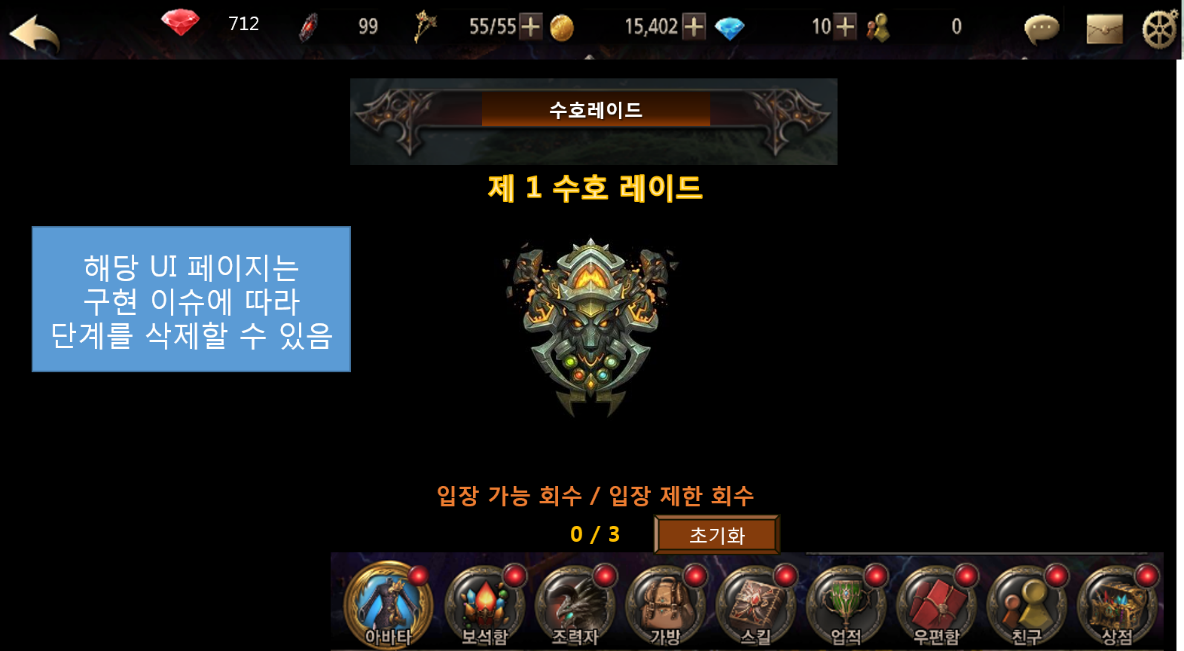 712 99 55/55 + 15,402 + 10 + 0
수호레이드
제 1 수호 레이드
해당 UI 페이지는
구현 이슈에 따라
단계를 삭제할 수 있음
입장 가능 회수 / 입장 제한 회수
0 / 3 초기화
아바타 보석함 조력자 가방 스킬 업적 우편함 친구 상점